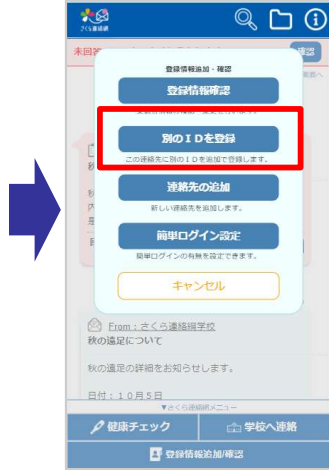 さくら連絡網
未回答
確認
登録情報追加・確認
登録情報確認
別のＩＤを登録
この連絡先に別のＩＤを追加で登録します。
連絡先の追加
新しい連絡先を追加します。
簡単ログイン設定
簡単ログインの有無を設定できます。
キャンセル
From：さくら連絡網学校
秋の遠足について
秋の遠足の詳細をお知らせします。
日付：１０月５日
▼さくら連絡網メニュー
健康チェック
学校へ連絡
登録情報追加/確認